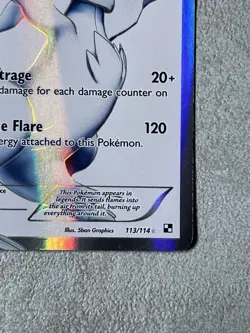 trage 20+
damage for each damage counter on
e Flare 120
ergy attached to this Pokémon.
nce
This Pokémon appears in
legends. It sends flames into
the air from its tail, burning up
everything around it.
Illus. 5ban Graphics 113/114